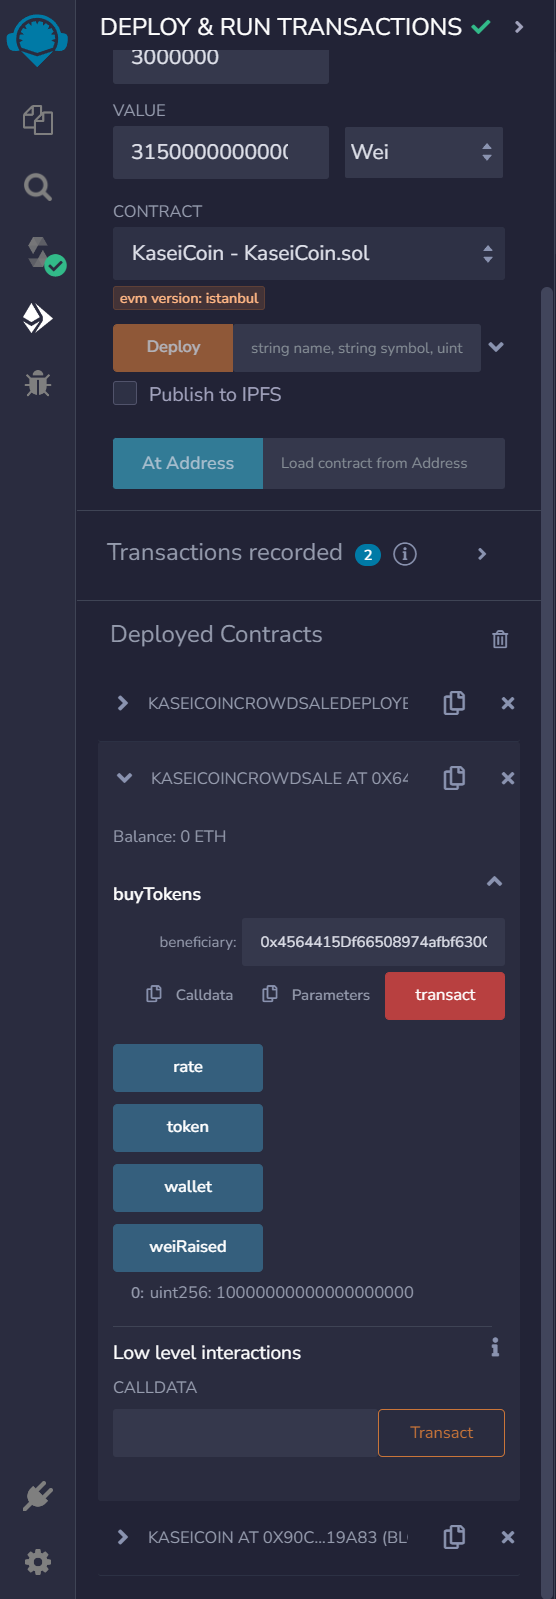 DEPLOY & RUN TRANSACTIONS
3000000
VALUE
3150000000000
Wei
CONTRACT
KaseiCoin - KaseiCoin.sol
evm version: istanbul
Deploy
string name, string symbol, uint
Publish to IPFS
At Address
Load contract from Address
Transactions recorded 2
Deployed Contracts
KASEICOINCROWDSALEDEPLOYE
KASEICOINCROWDSALE AT 0X64
Balance: 0 ETH
buyTokens
beneficiary:
0x4564415Df66508974afbf630
Calldata
Parameters
transact
rate
token
wallet
weiRaised
0: uint256: 10000000000000000000
Low level interactions
CALLDATA
Transact
KASEICOIN AT 0X90C...19A83 (BL